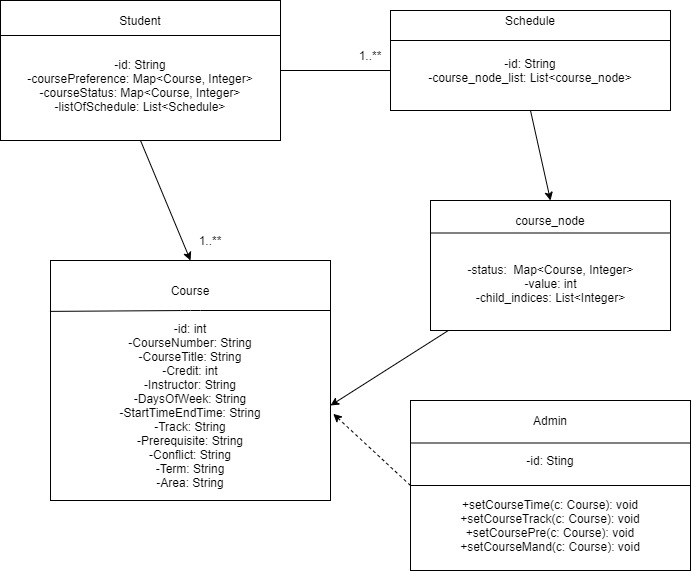 Student
-id: String
-coursePreference: Map<Course, Integer>
-courseStatus: Map<Course, Integer>
-listOfSchedule: List<Schedule>
1..**
Schedule
-id: String
-course_node_list: List<course_node>
1..**
course_node
-status:  Map<Course, Integer>
-value: int
-child_indices: List<Integer>
Course
-id: int
-CourseNumber: String
-CourseTitle: String
-Credit: int
-Instructor: String
-DaysOfWeek: String
-StartTimeEndTime: String
-Track: String
-Prerequisite: String
-Conflict: String
-Term: String
-Area: String
Admin
-id: Sting
+setCourseTime(c: Course): void
+setCourseTrack(c: Course): void
+setCoursePre(c: Course): void
+setCourseMand(c: Course): void